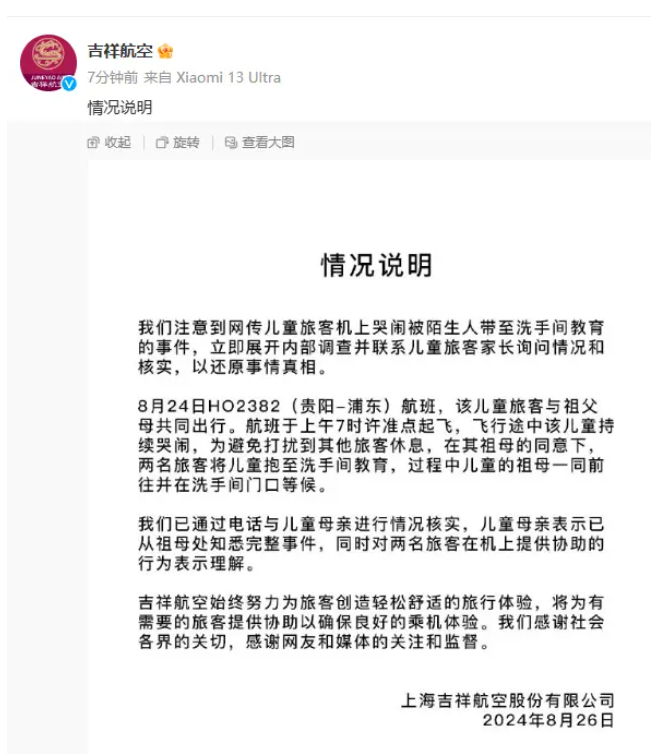 吉祥航空
JUNEYAO AIR
吉祥航空
7分钟前 来自 Xiaomi 13 Ultra
情况说明
收起 旋转 查看大图
情况说明
我们注意到网传儿童旅客机上哭闹被陌生人带至洗手间教育
的事件，立即展开内部调查并联系儿童旅客家长询问情况和
核实，以还原事情真相。
8月24日HO2382（贵阳-浦东）航班，该儿童旅客与祖父
母共同出行。航班于上午7时许准点起飞，飞行途中该儿童持
续哭闹，为避免打扰到其他旅客休息，在其祖母的同意下，
两名旅客将儿童抱至洗手间教育，过程中儿童的祖母一同前
往并在洗手间门口等候。
我们已通过电话与儿童母亲进行情况核实，儿童母亲表示已
从祖母处知悉完整事件，同时对两名旅客在机上提供协助的
行为表示理解。
吉祥航空始终努力为旅客创造轻松舒适的旅行体验，将为有
需要的旅客提供协助以确保良好的乘机体验。我们感谢社会
各界的关切，感谢网友和媒体的关注和监督。
上海吉祥航空股份有限公司
2024年8月26日